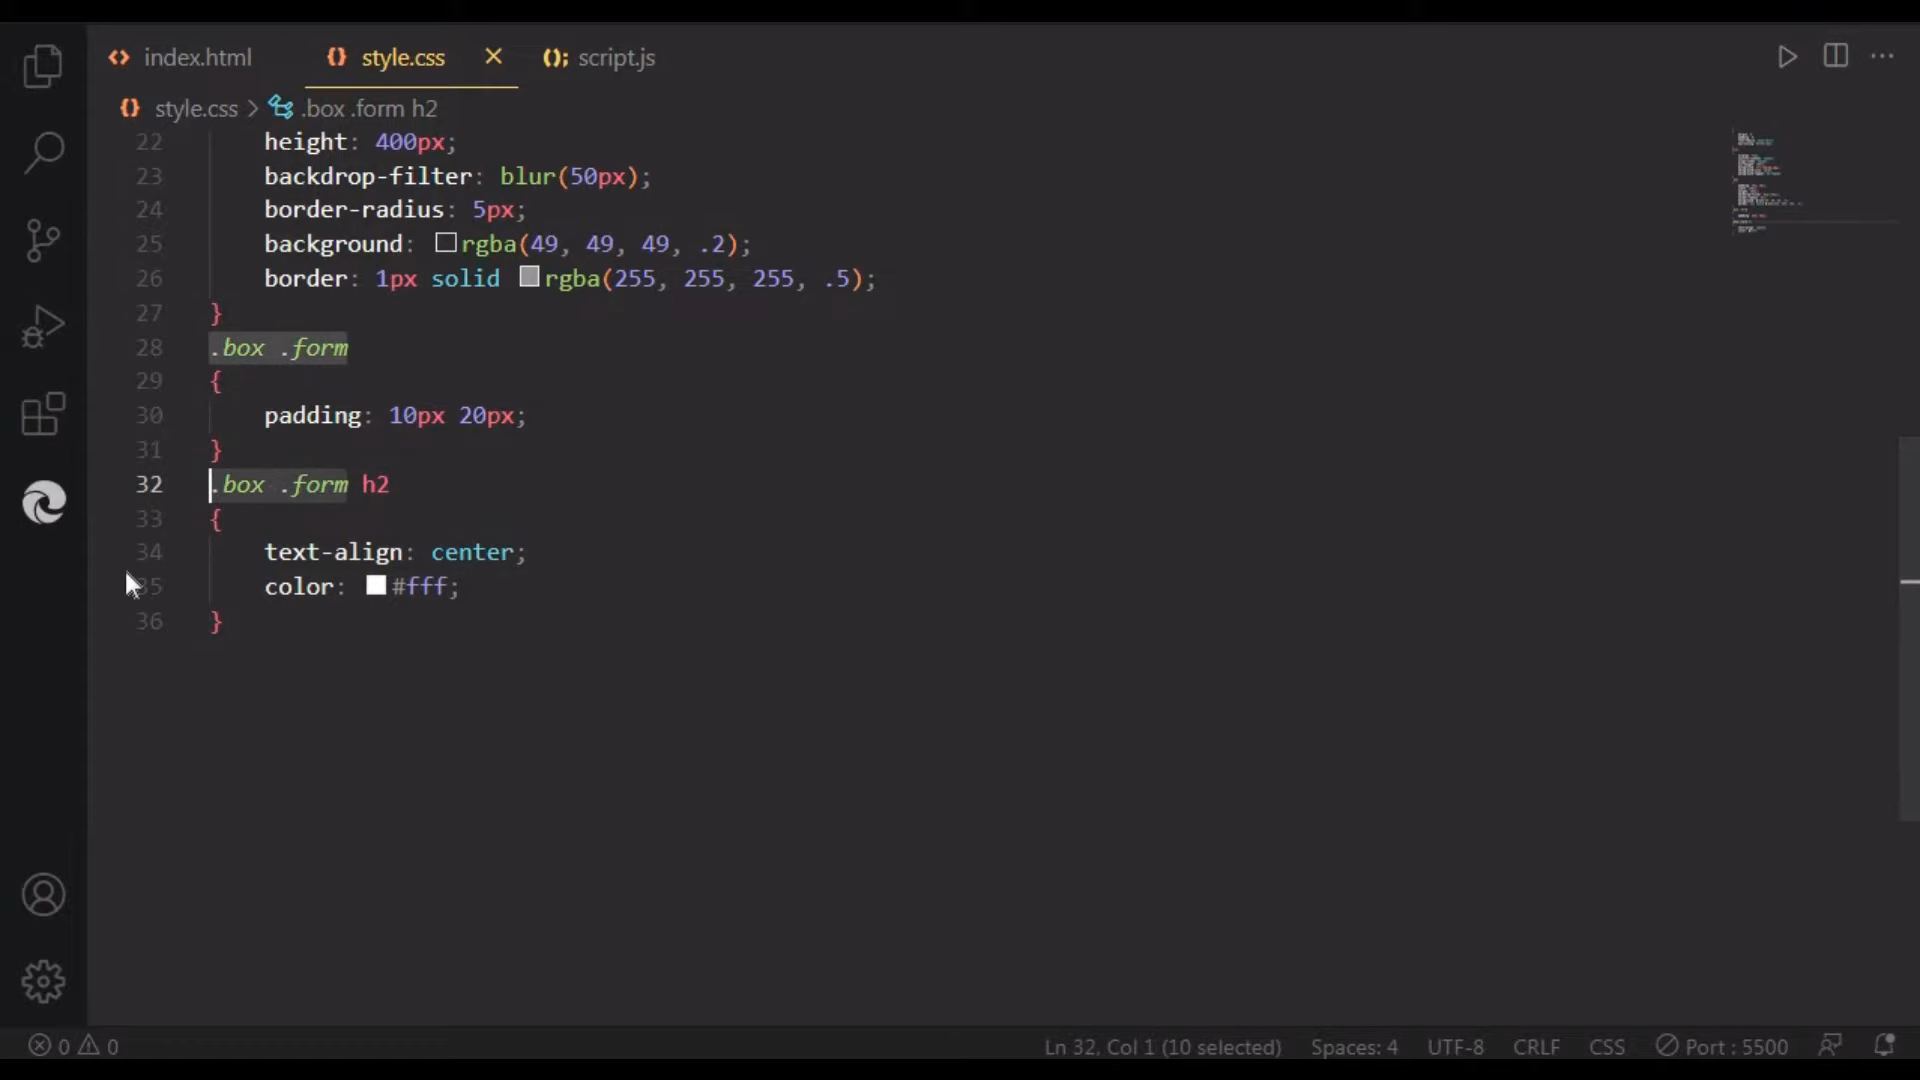 index.html style.css script.js
style.css > .box .form h2
22 height: 400px;
23 backdrop-filter: blur(50px);
24 border-radius: 5px;
25 background: rgba(49, 49, 49, .2);
26 border: 1px solid rgba(255, 255, 255, .5);
27 }
28 .box .form
29 {
30 padding: 10px 20px;
31 }
32 .box .form h2
33 {
34 text-align: center;
35 color: #fff;
36 }
0 0 Ln 32, Col 1 (10 selected) Spaces: 4 UTF-8 CRLF CSS Port : 5500